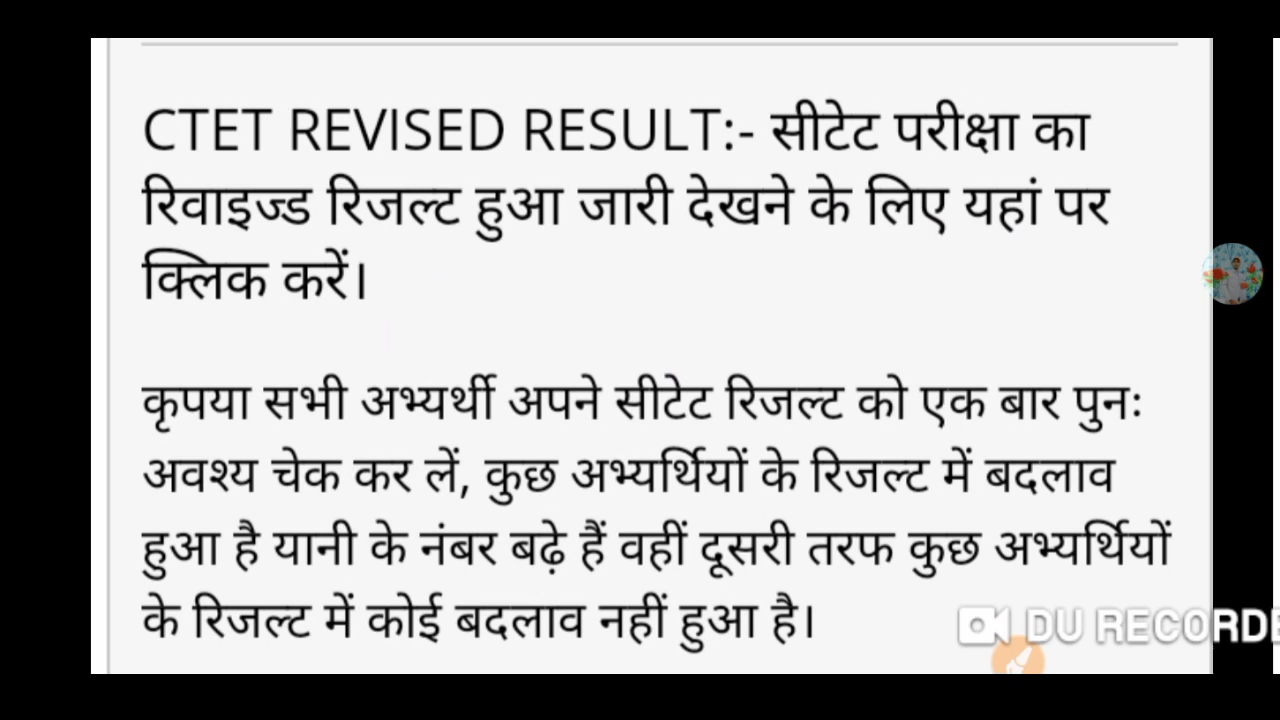 CTET REVISED RESULT:- सीटेट परीक्षा का
रिवाइज्ड रिजल्ट हुआ जारी देखने के लिए यहां पर
क्लिक करें।
कृपया सभी अभ्यर्थी अपने सीटेट रिजल्ट को एक बार पुनः
अवश्य चेक कर लें, कुछ अभ्यर्थियों के रिजल्ट में बदलाव
हुआ है यानी के नंबर बढ़े हैं वहीं दूसरी तरफ कुछ अभ्यर्थियों
के रिजल्ट में कोई बदलाव नहीं हुआ है।
DU RECORDE